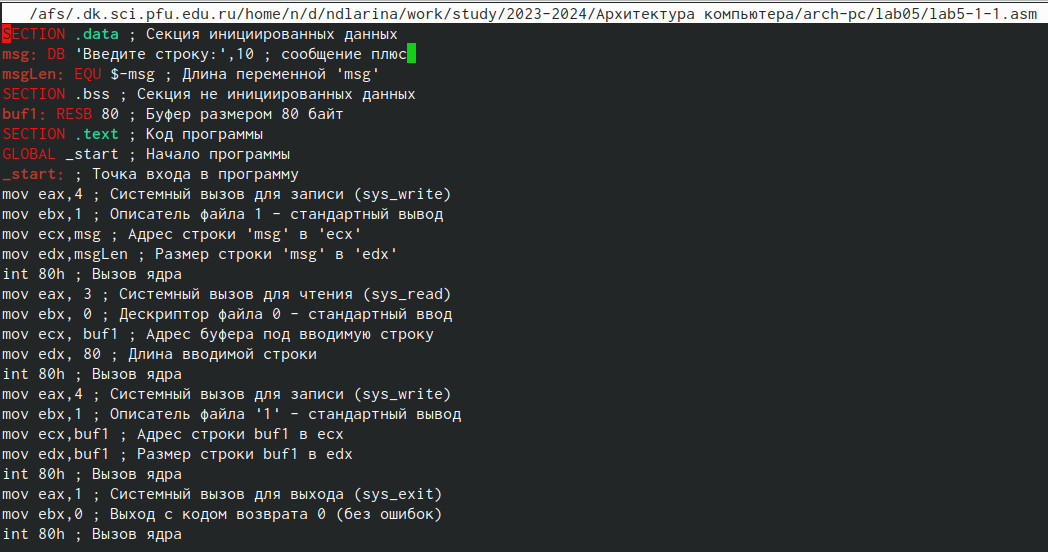 /afs/.dk.sci.pfu.edu.ru/home/n/d/ndlarina/work/study/2023-2024/Архитектура компьютера/arch-pc/lab05/lab5-1-1.asm
SECTION .data ; Секция инициированных данных
msg: DB 'Введите строку:',10 ; сообщение плюс
msgLen: EQU $-msg ; Длина переменной 'msg'
SECTION .bss ; Секция не инициированных данных
buf1: RESB 80 ; Буфер размером 80 байт
SECTION .text ; Код программы
GLOBAL _start ; Начало программы
_start: ; Точка входа в программу
mov eax,4 ; Системный вызов для записи (sys_write)
mov ebx,1 ; Описатель файла 1 - стандартный вывод
mov ecx,msg ; Адрес строки 'msg' в 'ecx'
mov edx,msgLen ; Размер строки 'msg' в 'edx'
int 80h ; Вызов ядра
mov eax, 3 ; Системный вызов для чтения (sys_read)
mov ebx, 0 ; Дескриптор файла 0 - стандартный ввод
mov ecx, buf1 ; Адрес буфера под вводимую строку
mov edx, 80 ; Длина вводимой строки
int 80h ; Вызов ядра
mov eax,4 ; Системный вызов для записи (sys_write)
mov ebx,1 ; Описатель файла '1' - стандартный вывод
mov ecx,buf1 ; Адрес строки buf1 в ecx
mov edx,buf1 ; Размер строки buf1 в edx
int 80h ; Вызов ядра
mov eax,1 ; Системный вызов для выхода (sys_exit)
mov ebx,0 ; Выход с кодом возврата 0 (без ошибок)
int 80h ; Вызов ядра